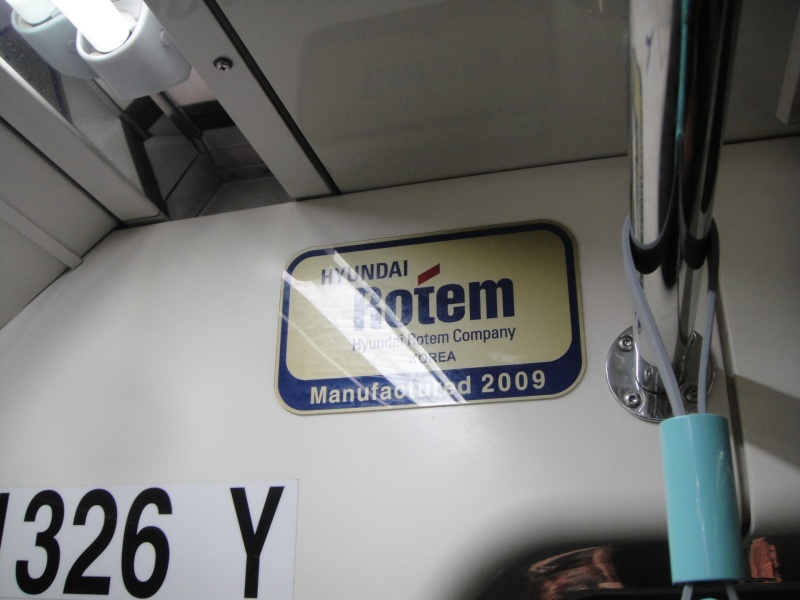 HYUNDAI
Rotem
Hyundai Rotem Company
KOREA
Manufactured 2009
1326 Y